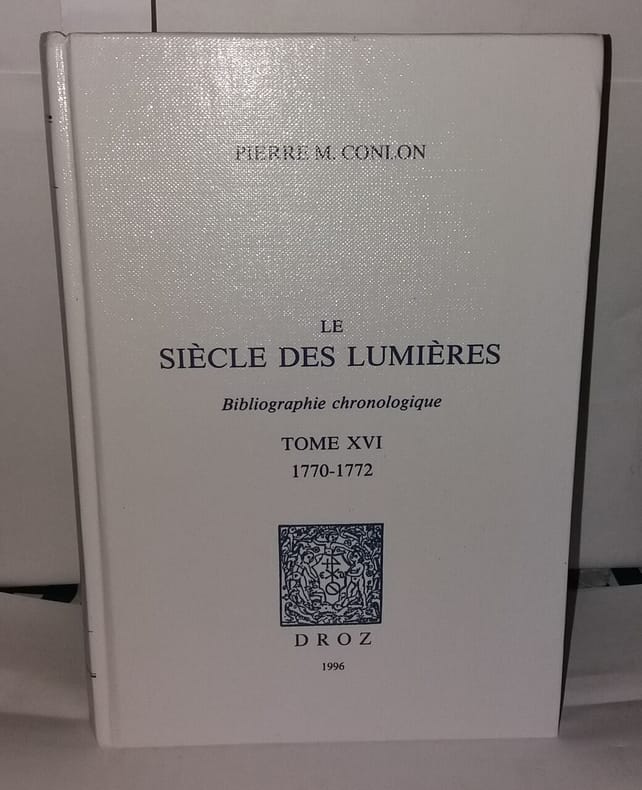 PIERRE M. CONLON
LE
SIÈCLE DES LUMIÈRES
Bibliographie chronologique
TOME XVI
1770-1772
DROZ
1996